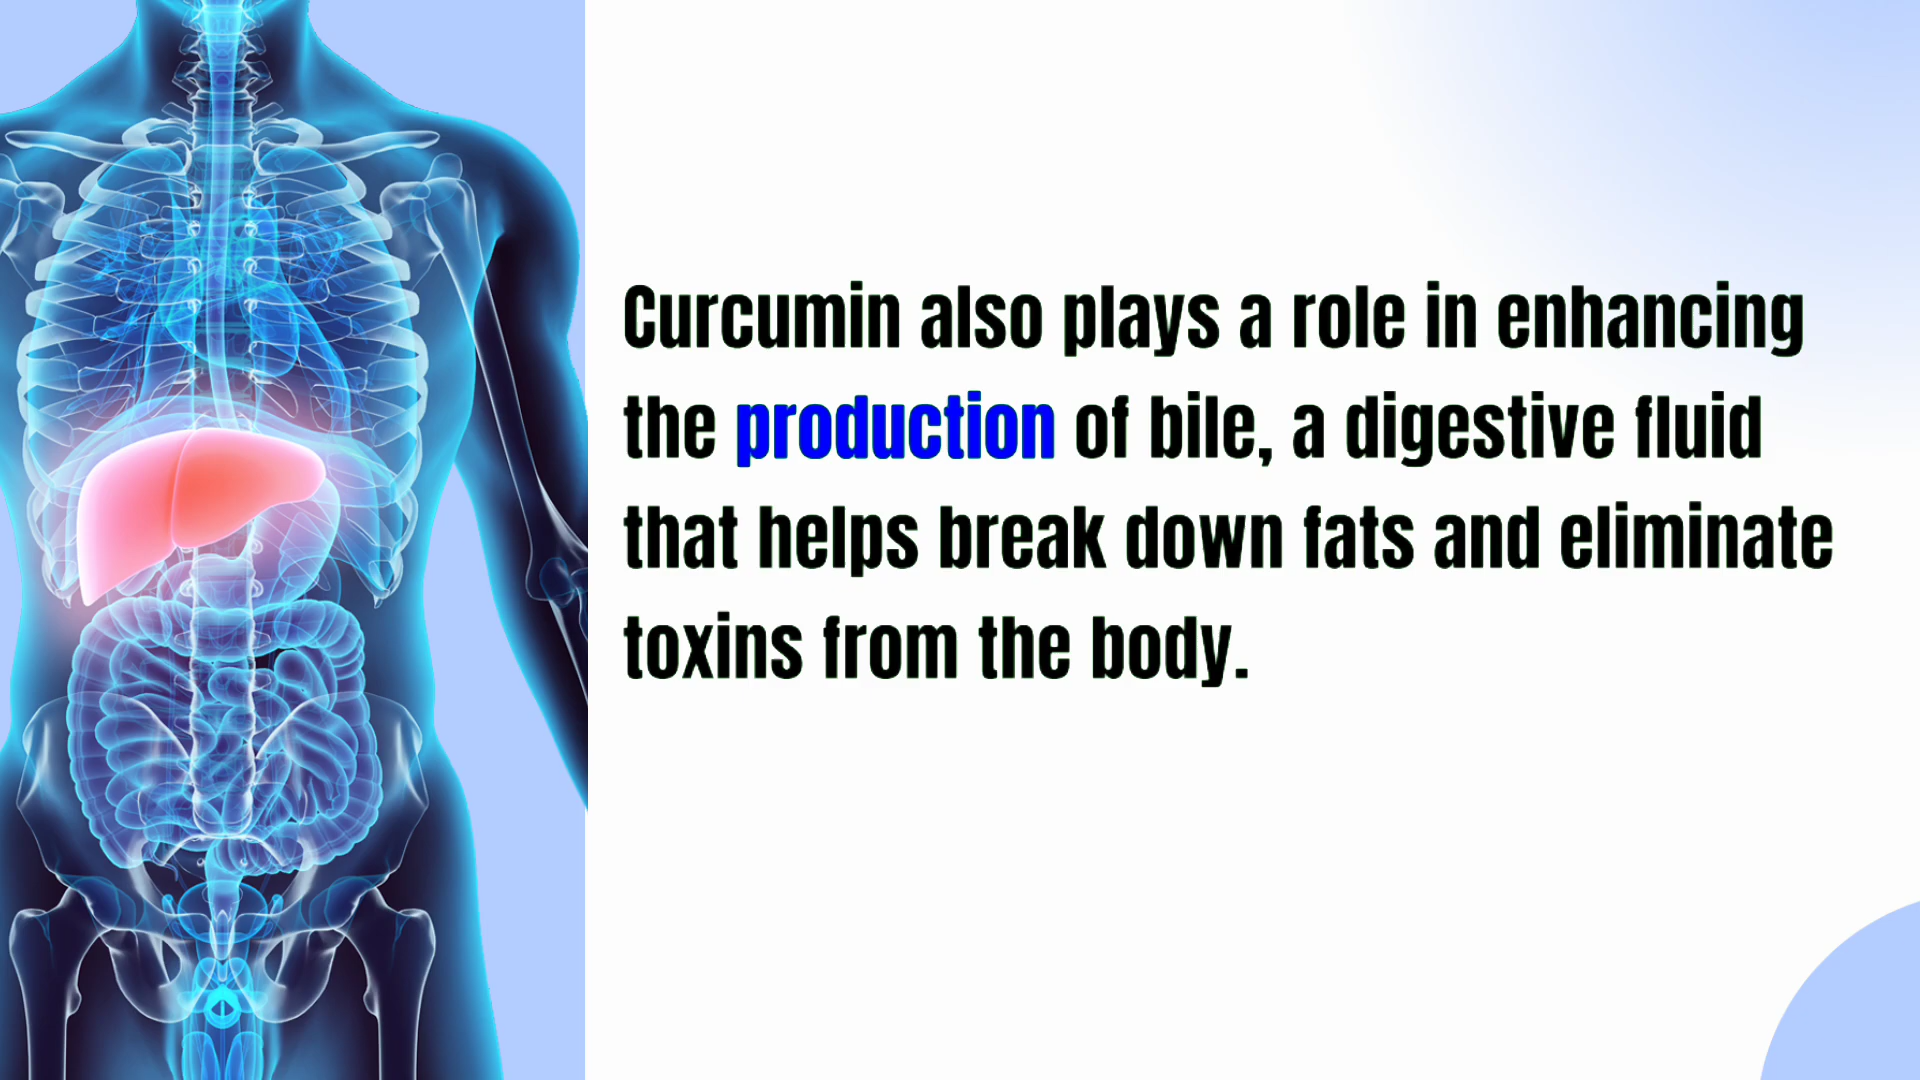 Curcumin also plays a role in enhancing
the production of bile, a digestive fluid
that helps break down fats and eliminate
toxins from the body.